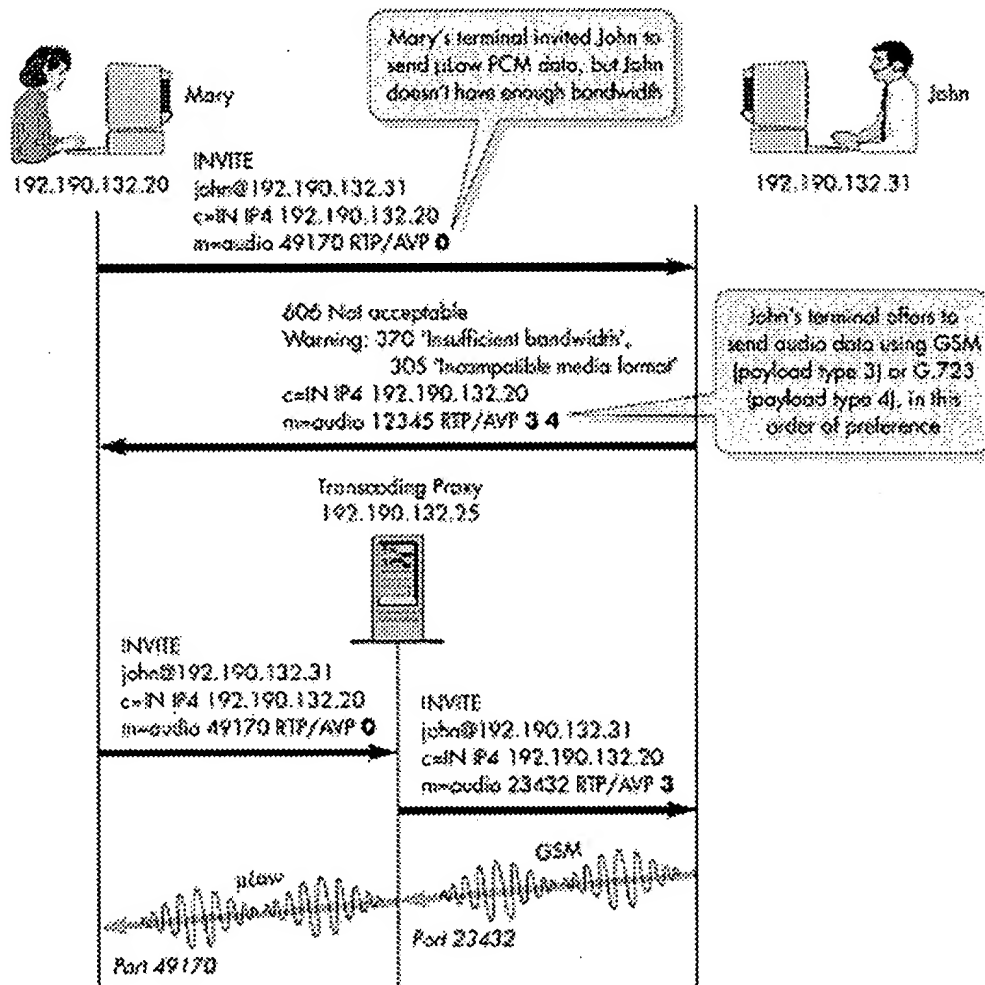 Mary's terminal invited John to
send µLaw PCM data, but John
doesn't have enough bandwidth
Mary
John
192.190.132.20
192.190.132.31
INVITE
john@192.190.132.31
c=IN IP4 192.190.132.20
m=audio 49170 RTP/AVP 0
606 Not acceptable
Warning: 370 "Insufficient bandwidth",
305 "Incompatible media format"
c=IN IP4 192.190.132.20
m=audio 12345 RTP/AVP 3 4
John's terminal offers to
send audio data using GSM
(payload type 3) or G.723
(payload type 4), in this
order of preference
Transcoding Proxy
192.190.132.25
INVITE
john@192.190.132.31
c=IN IP4 192.190.132.20
m=audio 49170 RTP/AVP 0
INVITE
john@192.190.132.31
c=IN IP4 192.190.132.20
m=audio 23432 RTP/AVP 3
µLaw
GSM
Port 49170
Port 23432